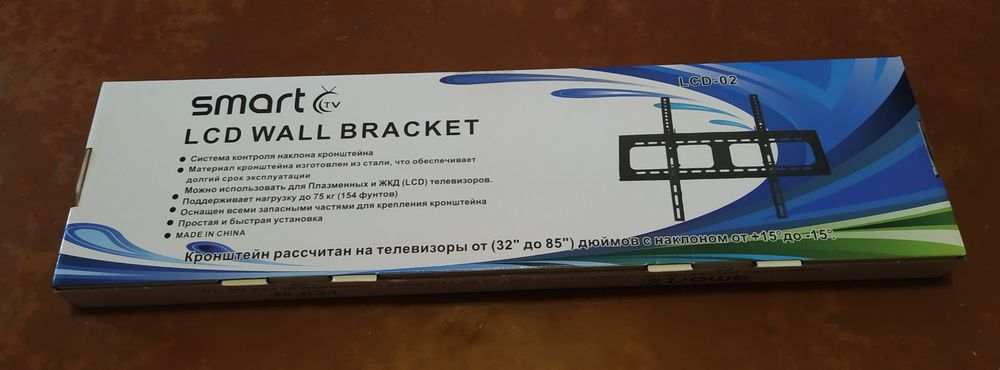 smart TV
LCD-02
LCD WALL BRACKET
● Система контроля наклона кронштейна
● Материал кронштейна изготовлен из стали, что обеспечивает
долгий срок эксплуатации
Можно использовать для Плазменных и ЖКД (LCD) телевизоров.
● Поддерживает нагрузку до 75 кг (154 фунтов)
● Оснащен всеми запасными частями для крепления кронштейна
● Простая и быстрая установка
● MADE IN CHINA
Кронштейн рассчитан на телевизоры от (32" до 85") дюймов с наклоном от +15° до -15°.
LCD-02
smart